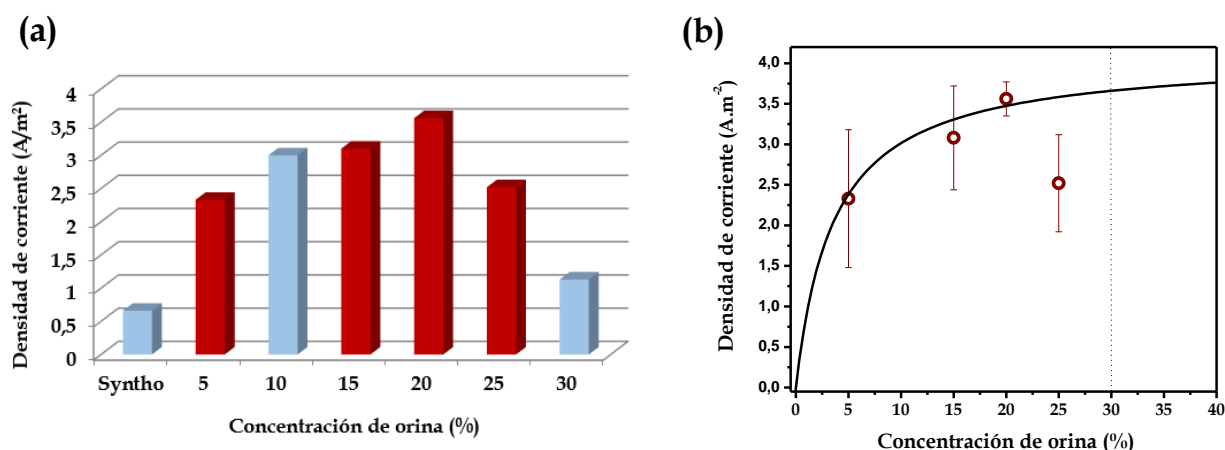 (a)
Densidad de corriente (A/m²)
4
3,5
3
2,5
2
1,5
1
0,5
0
Syntho 5 10 15 20 25 30
Concentración de orina (%)
(b)
Densidad de corriente (A.m⁻²)
4,0
3,5
3,0
2,5
2,0
1,5
1,0
0,5
0,0
0 5 10 15 20 25 30 35 40
Concentración de orina (%)